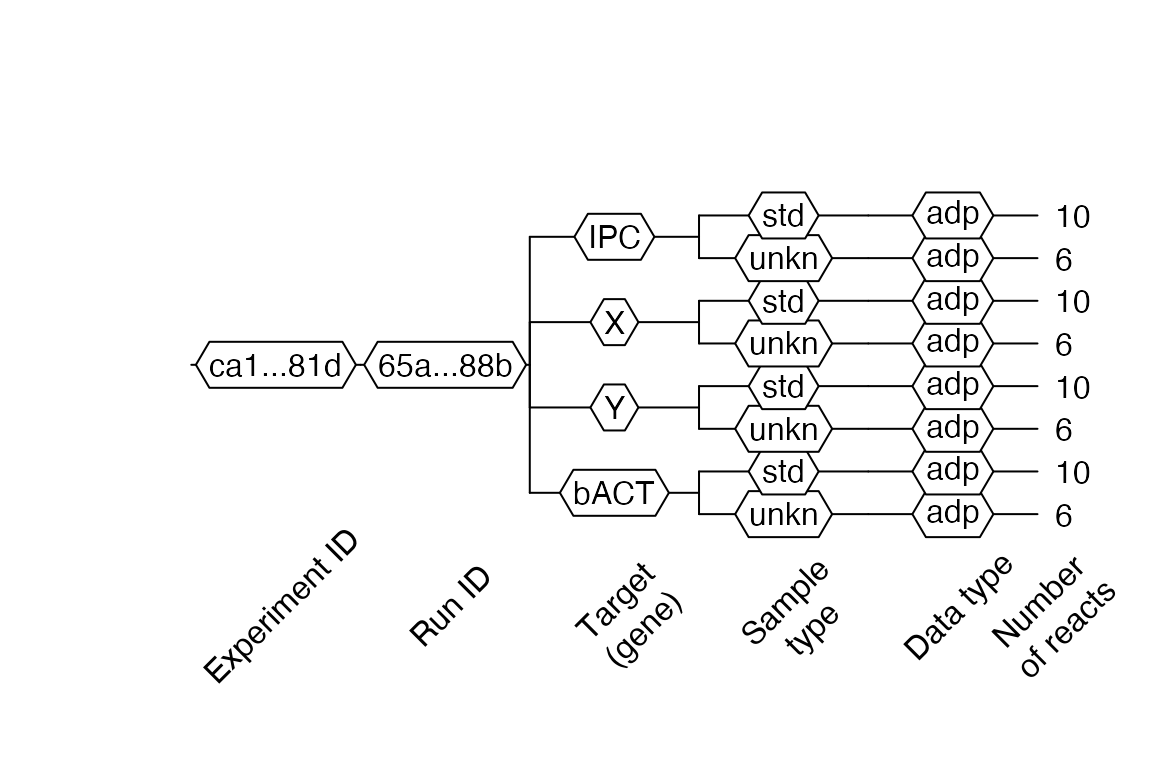 std adp 10
IPC
unkn adp 6
std adp 10
X
unkn adp 6
ca1...81d 65a...88b
std adp 10
Y
unkn adp 6
std adp 10
bACT
unkn adp 6
Experiment ID
Run ID
Target
(gene)
Sample
type
Data type
Number
of reacts